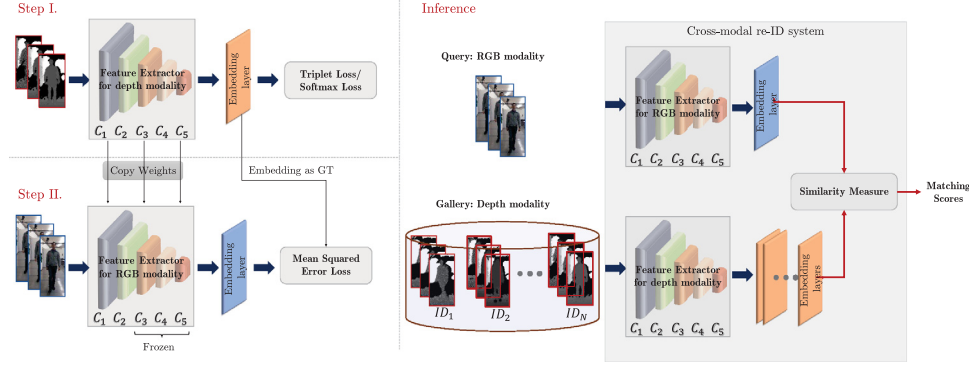 Step I.
Feature Extractor
for depth modality
C1 C2 C3 C4 C5
Embedding
layer
Triplet Loss/
Softmax Loss
Copy Weights
Embedding as GT
Step II.
Feature Extractor
for RGB modality
C1 C2 C3 C4 C5
Frozen
Embedding
layer
Mean Squared
Error Loss
Inference
Query: RGB modality
Gallery: Depth modality
ID1
ID2
IDN
Cross-modal re-ID system
Feature Extractor
for RGB modality
C1 C2 C3 C4 C5
Embedding
layer
Similarity Measure
Matching
Scores
Feature Extractor
for depth modality
C1 C2 C3 C4 C5
Embedding
layers